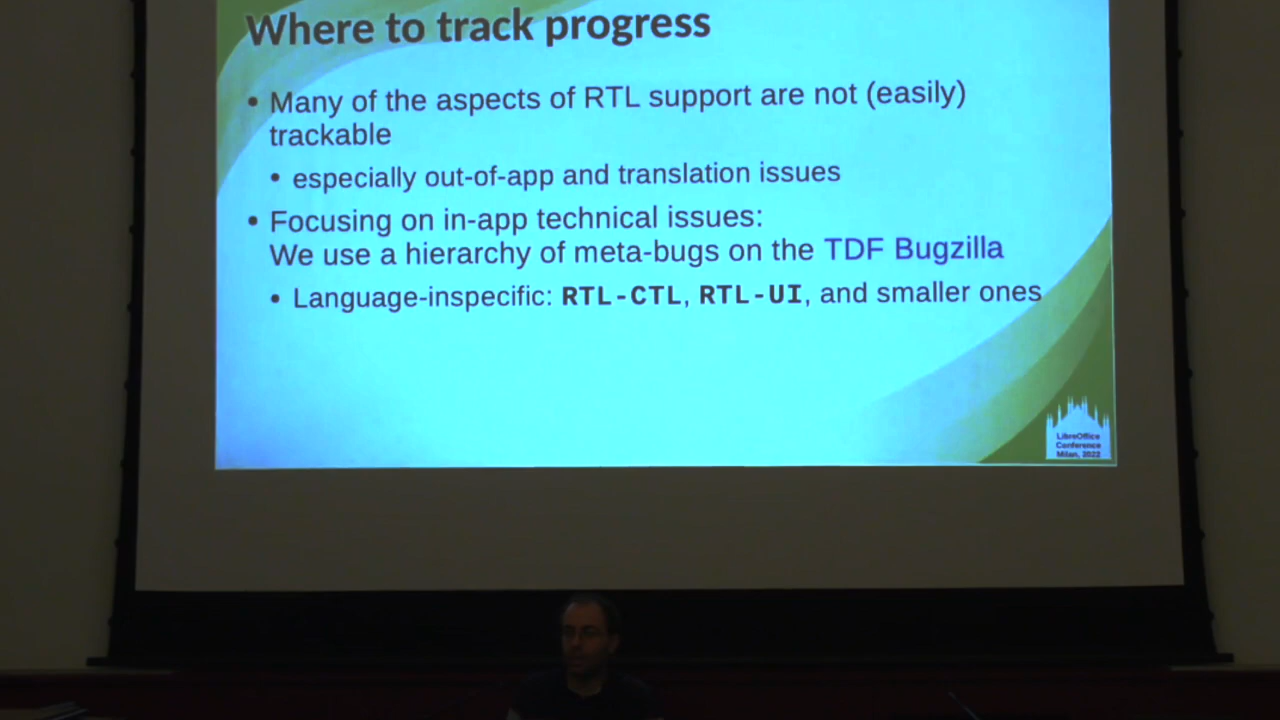 Where to track progress
• Many of the aspects of RTL support are not (easily)
trackable
• especially out-of-app and translation issues
• Focusing on in-app technical issues:
We use a hierarchy of meta-bugs on the TDF Bugzilla
• Language-inspecific: RTL-CTL, RTL-UI, and smaller ones
LibreOffice
Conference
Milan, 2022